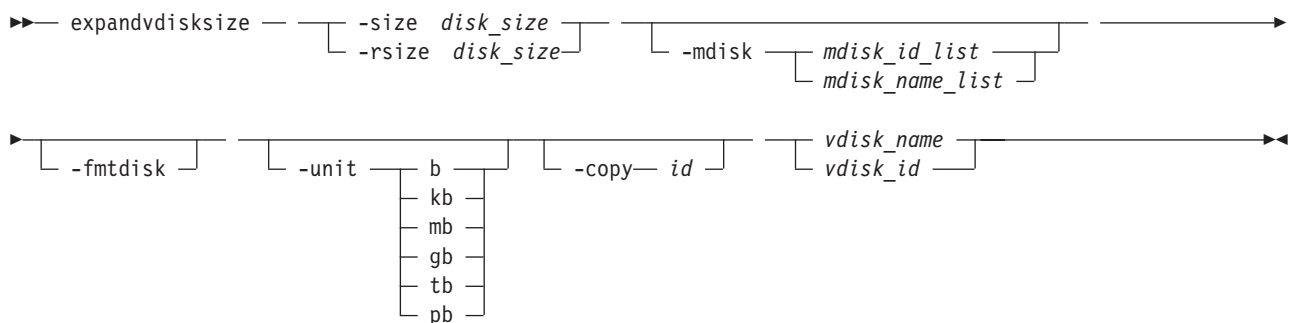 expandvdisksize -size disk_size
-rsize disk_size
-mdisk mdisk_id_list
mdisk_name_list
-fmtdisk
-unit b
kb
mb
gb
tb
pb
-copy id
vdisk_name
vdisk_id